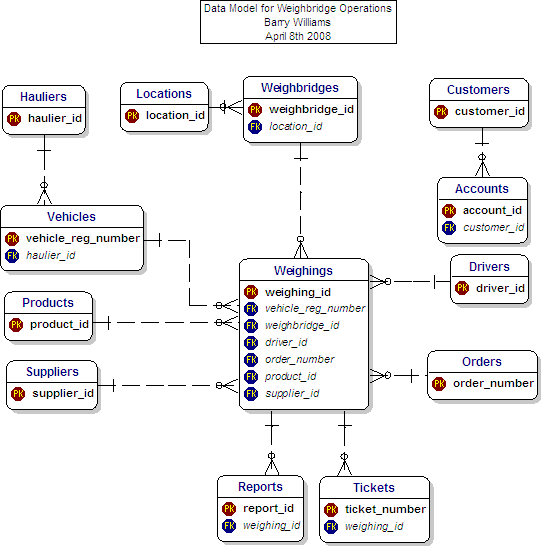 Data Model for Weighbridge Operations
Barry Williams
April 8th 2008
Hauliers
PK haulier_id
Locations
PK location_id
Weighbridges
PK weighbridge_id
FK location_id
Customers
PK customer_id
Accounts
PK account_id
FK customer_id
Vehicles
PK vehicle_reg_number
FK haulier_id
Weighings
PK weighing_id
FK vehicle_reg_number
FK weighbridge_id
FK driver_id
FK order_number
FK product_id
FK supplier_id
Drivers
PK driver_id
Products
PK product_id
Suppliers
PK supplier_id
Orders
PK order_number
Reports
PK report_id
FK weighing_id
Tickets
PK ticket_number
FK weighing_id